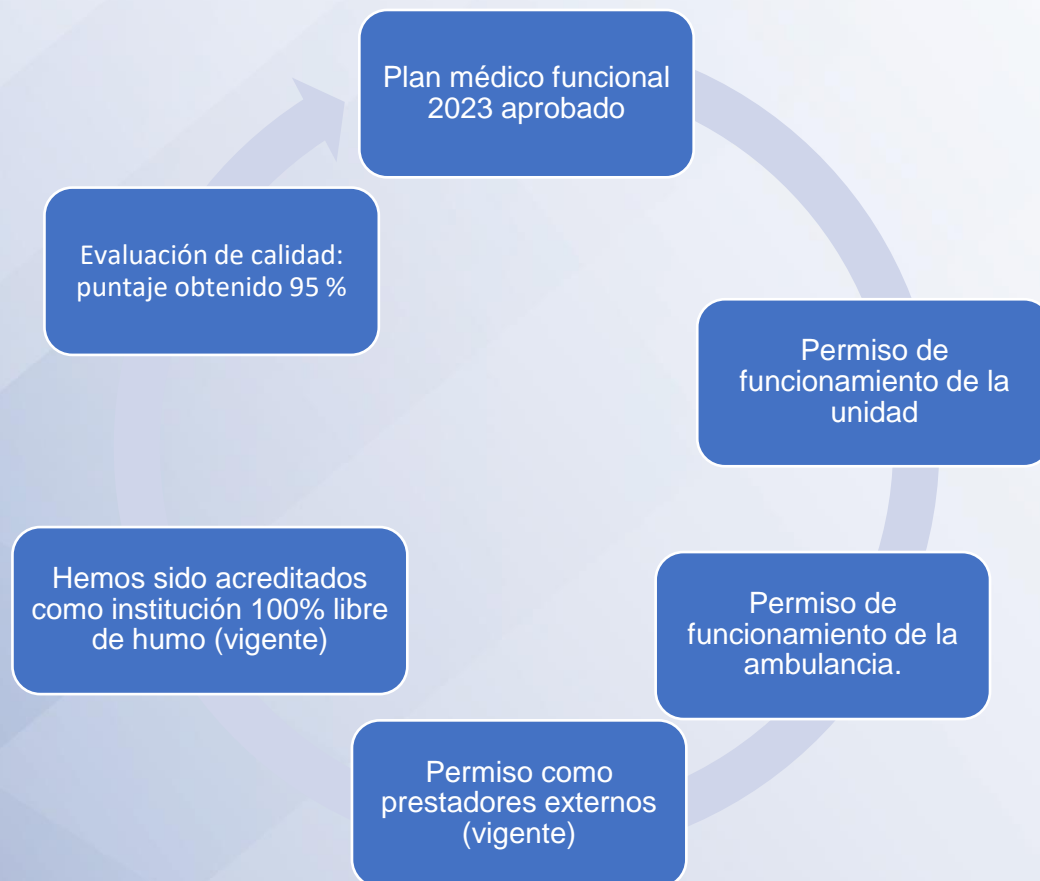 Plan médico funcional
2023 aprobado
Permiso de
funcionamiento de la
unidad
Permiso de
funcionamiento de la
ambulancia.
Permiso como
prestadores externos
(vigente)
Hemos sido acreditados
como institución 100% libre
de humo (vigente)
Evaluación de calidad:
puntaje obtenido 95 %